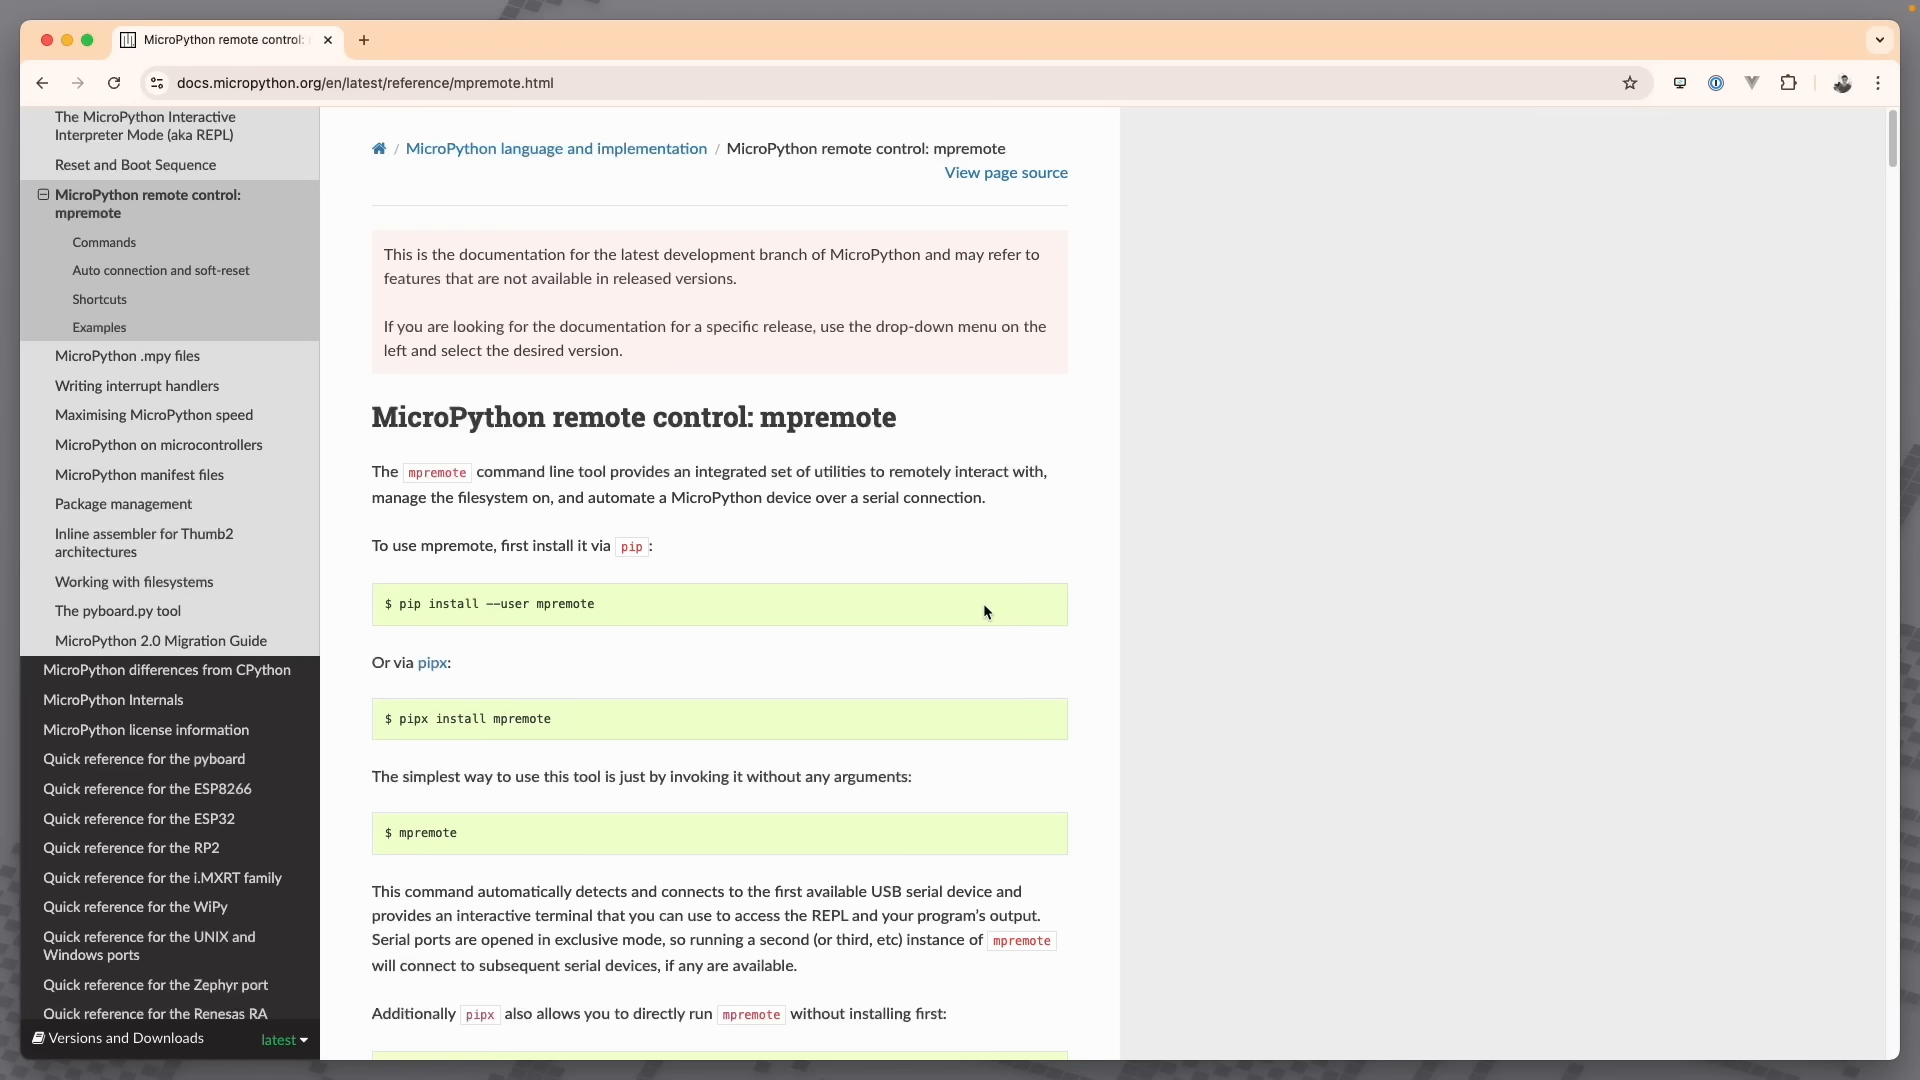 MicroPython remote control:
docs.micropython.org/en/latest/reference/mpremote.html
The MicroPython Interactive
Interpreter Mode (aka REPL)
Reset and Boot Sequence
MicroPython remote control:
mpremote
Commands
Auto connection and soft-reset
Shortcuts
Examples
MicroPython .mpy files
Writing interrupt handlers
Maximising MicroPython speed
MicroPython on microcontrollers
MicroPython manifest files
Package management
Inline assembler for Thumb2
architectures
Working with filesystems
The pyboard.py tool
MicroPython 2.0 Migration Guide
MicroPython differences from CPython
MicroPython Internals
MicroPython license information
Quick reference for the pyboard
Quick reference for the ESP8266
Quick reference for the ESP32
Quick reference for the RP2
Quick reference for the i.MXRT family
Quick reference for the WiPy
Quick reference for the UNIX and
Windows ports
Quick reference for the Zephyr port
Quick reference for the Renesas RA
Versions and Downloads latest
/ MicroPython language and implementation / MicroPython remote control: mpremote
View page source
This is the documentation for the latest development branch of MicroPython and may refer to
features that are not available in released versions.
If you are looking for the documentation for a specific release, use the drop-down menu on the
left and select the desired version.
MicroPython remote control: mpremote
The mpremote command line tool provides an integrated set of utilities to remotely interact with,
manage the filesystem on, and automate a MicroPython device over a serial connection.
To use mpremote, first install it via pip :
$ pip install --user mpremote
Or via pipx:
$ pipx install mpremote
The simplest way to use this tool is just by invoking it without any arguments:
$ mpremote
This command automatically detects and connects to the first available USB serial device and
provides an interactive terminal that you can use to access the REPL and your program’s output.
Serial ports are opened in exclusive mode, so running a second (or third, etc) instance of mpremote
will connect to subsequent serial devices, if any are available.
Additionally pipx also allows you to directly run mpremote without installing first: